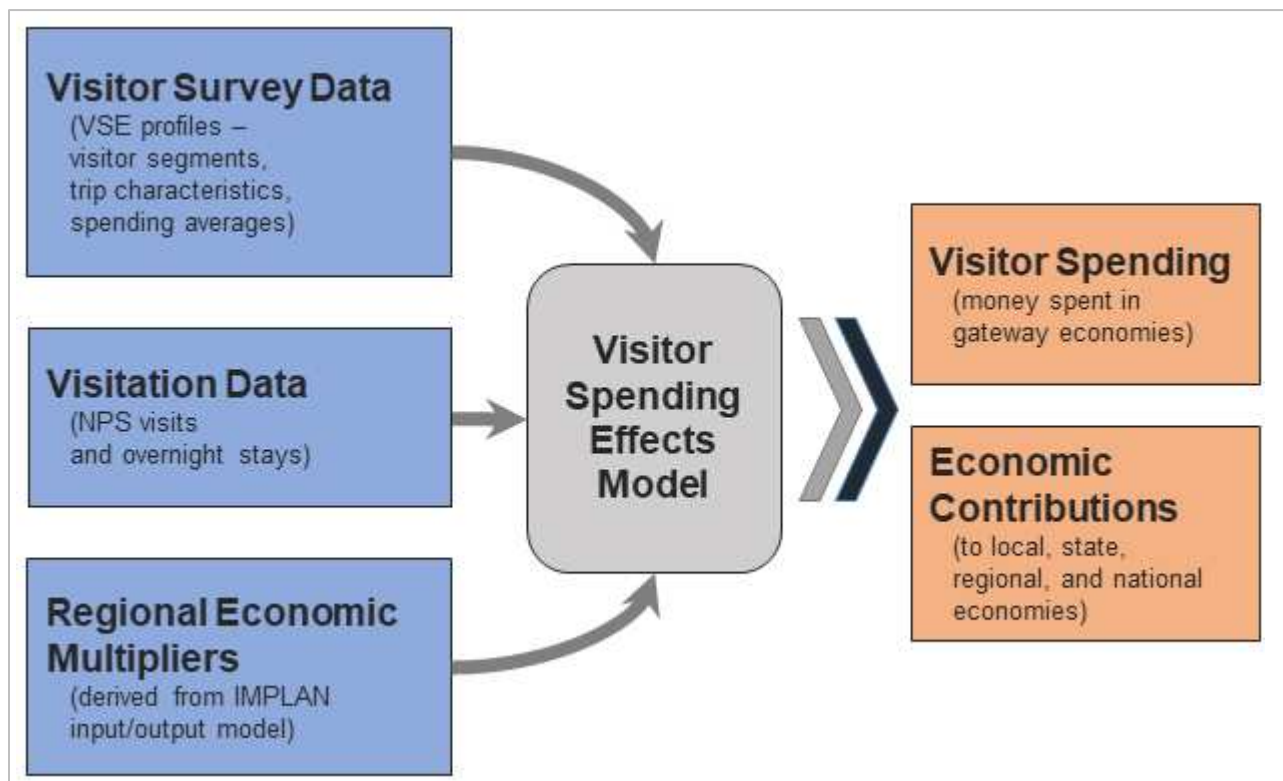 Visitor Survey Data
(VSE profiles –
visitor segments,
trip characteristics,
spending averages)
Visitation Data
(NPS visits
and overnight stays)
Regional Economic
Multipliers
(derived from IMPLAN
input/output model)
Visitor
Spending
Effects
Model
Visitor Spending
(money spent in
gateway economies)
Economic
Contributions
(to local, state,
regional, and national
economies)